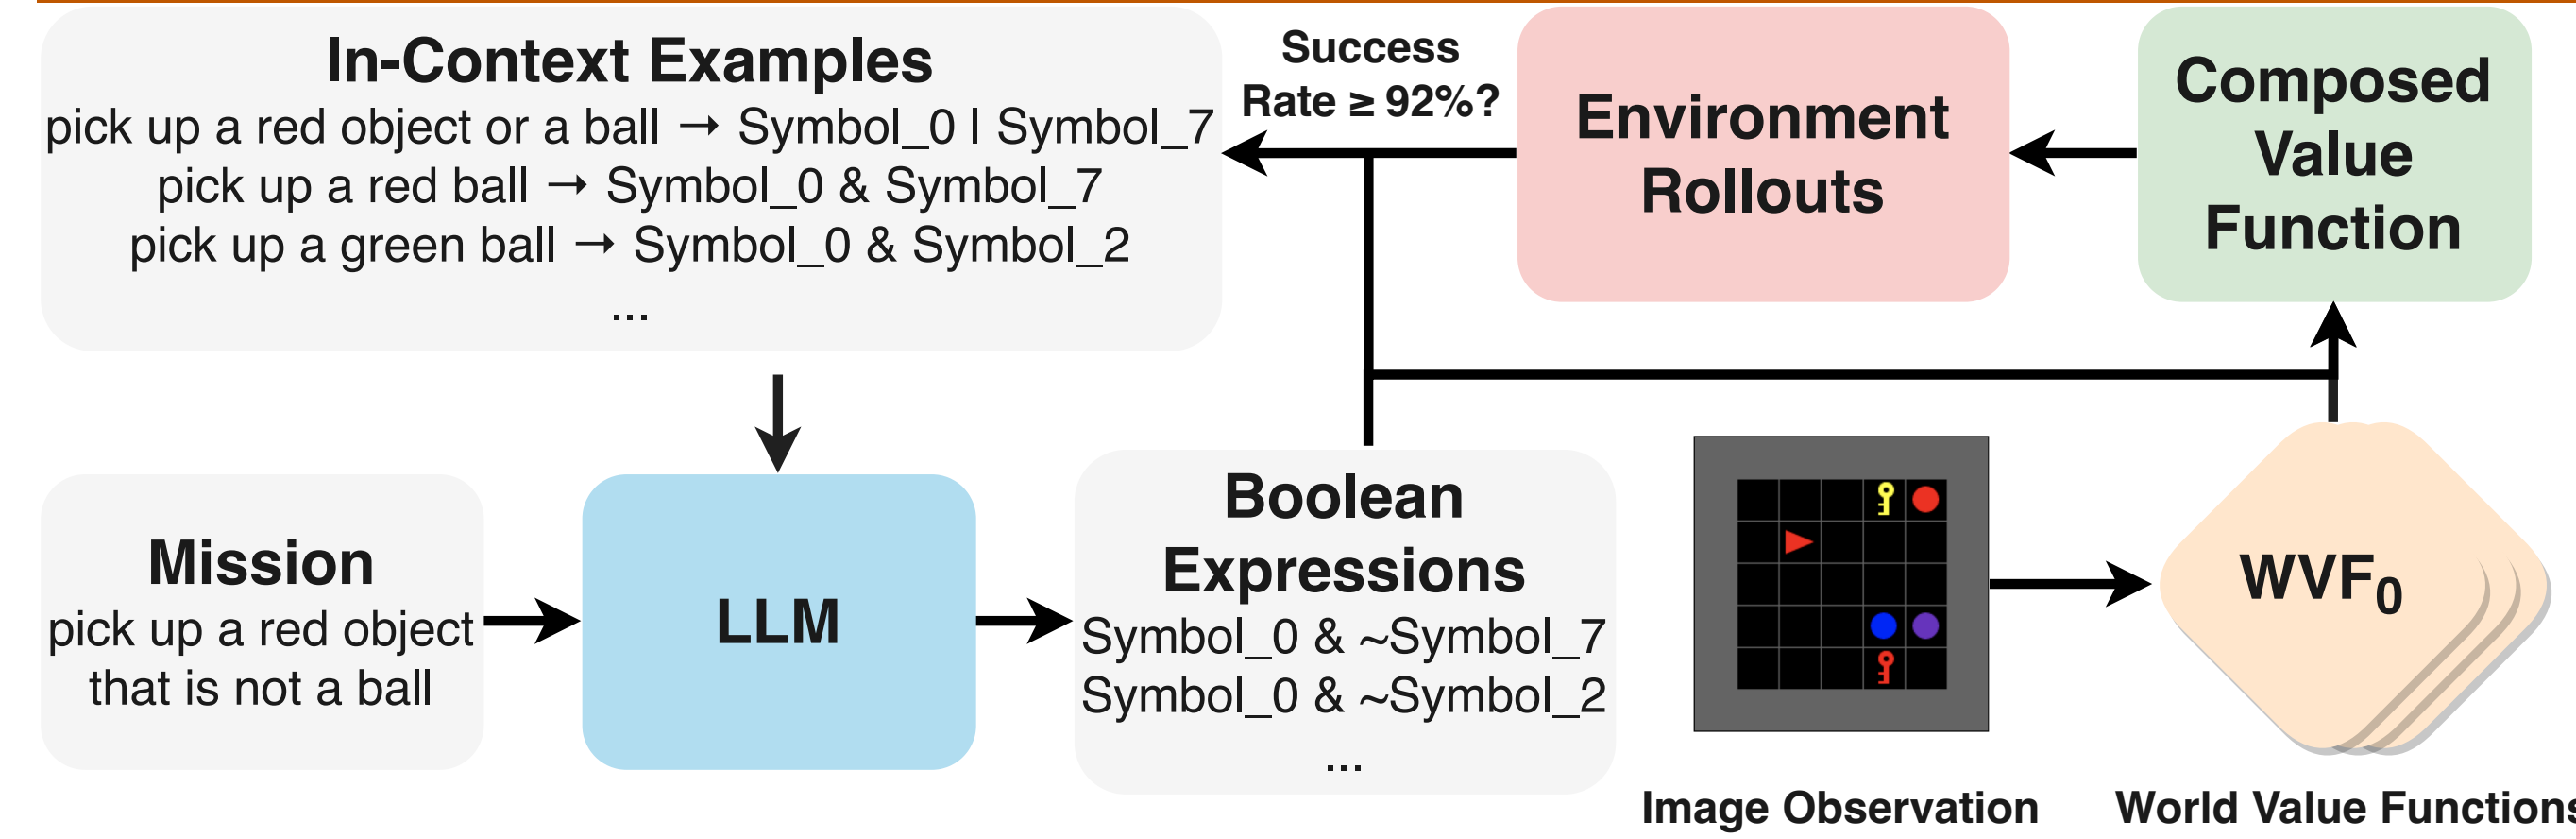 In-Context Examples
pick up a red object or a ball → Symbol_0 | Symbol_7
pick up a red ball → Symbol_0 & Symbol_7
pick up a green ball → Symbol_0 & Symbol_2
...
Success
Rate ≥ 92%?
Environment
Rollouts
Composed
Value
Function
Mission
pick up a red object
that is not a ball
LLM
Boolean
Expressions
Symbol_0 & ~Symbol_7
Symbol_0 & ~Symbol_2
...
Image Observation
WVF₀
World Value Functions